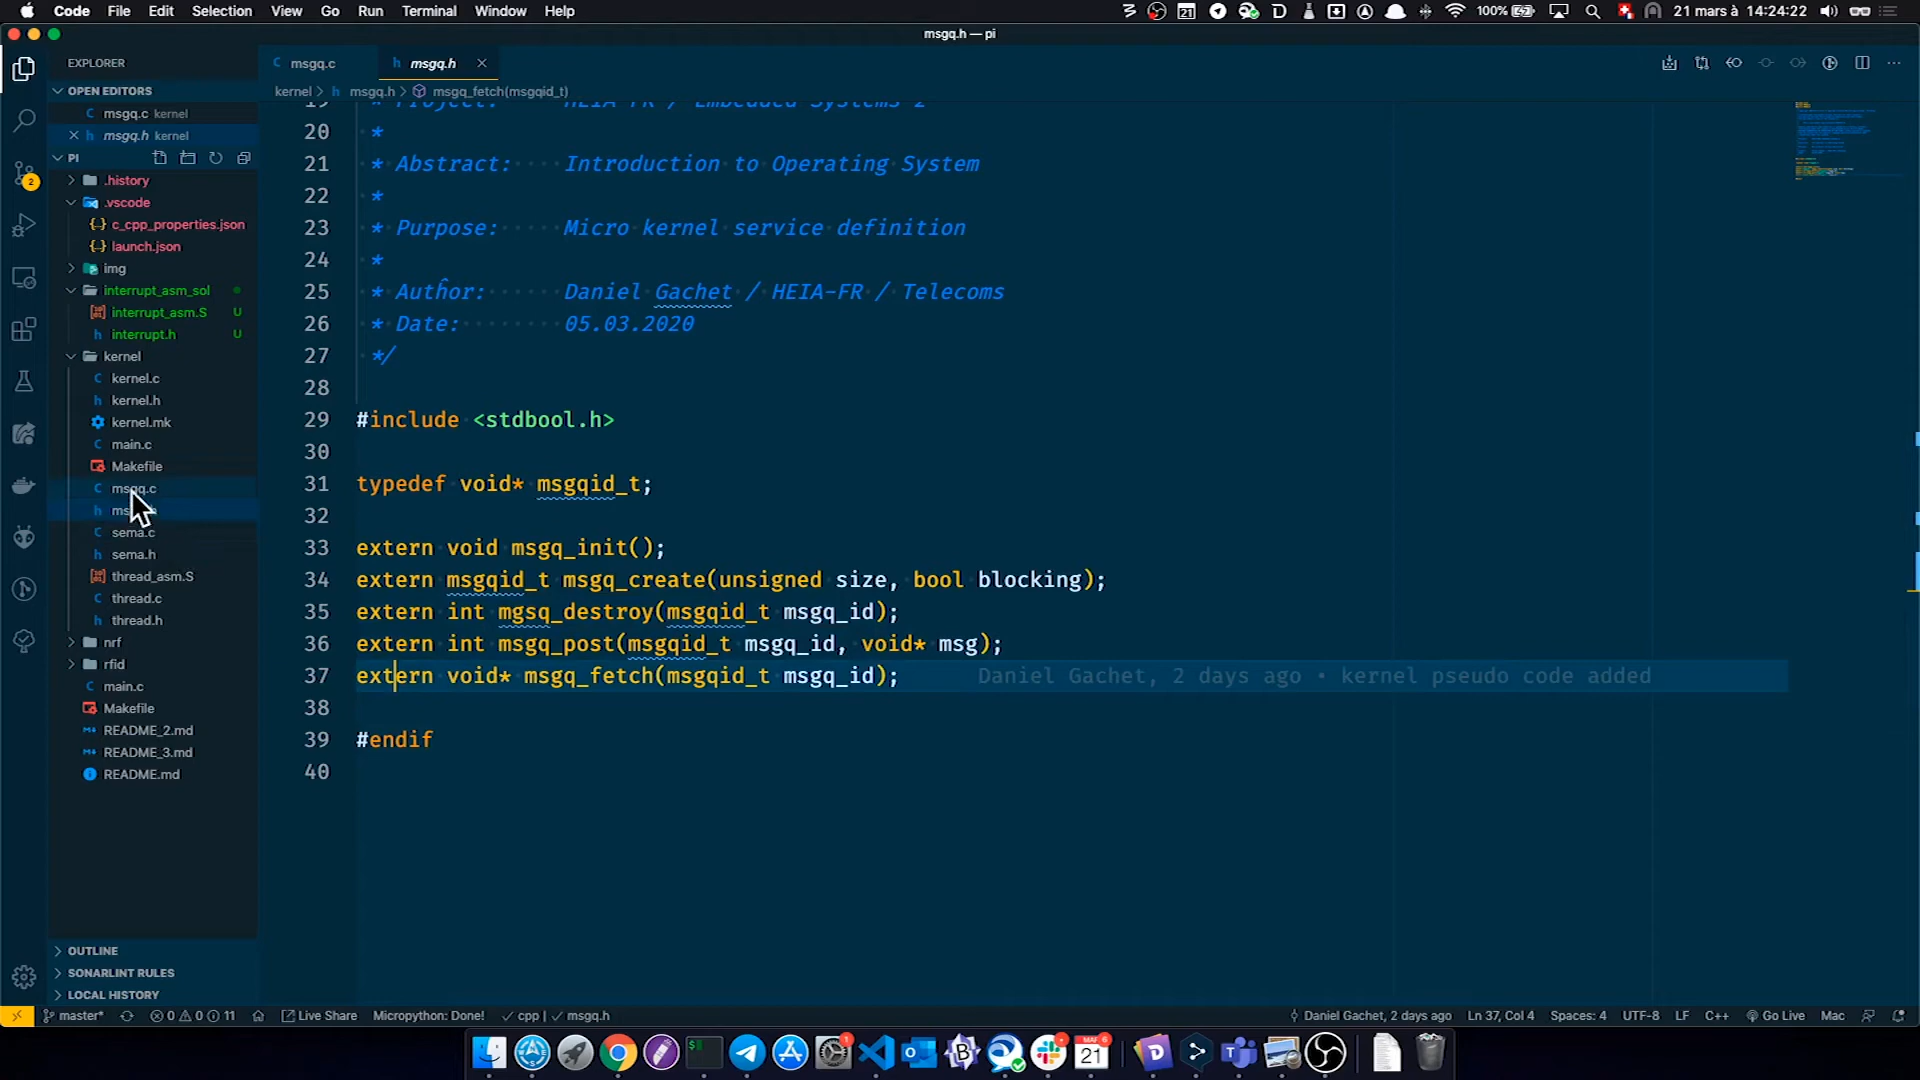 Code File Edit Selection View Go Run Terminal Window Help
100% 21 mars à 14:24:22
msgq.h — pi
EXPLORER
msgq.c
msgq.h
OPEN EDITORS
kernel > msgq.h > msgq_fetch(msgqid_t)
msgq.c kernel
msgq.h kernel
PI
.history
.vscode
c_cpp_properties.json
launch.json
img
interrupt_asm_sol
interrupt_asm.S U
interrupt.h U
kernel
kernel.c
kernel.h
kernel.mk
main.c
Makefile
msgq.c
sema.c
sema.h
thread_asm.S
thread.c
thread.h
nrf
rfid
main.c
Makefile
README_2.md
README_3.md
README.md
OUTLINE
SONARLINT RULES
LOCAL HISTORY
19 * Project: HEIA-FR / Embedded Systems 2
20 *
21 * Abstract: Introduction to Operating System
22 *
23 * Purpose: Micro kernel service definition
24 *
25 * Author: Daniel Gachet / HEIA-FR / Telecoms
26 * Date: 05.03.2020
27 */
28
29 #include <stdbool.h>
30
31 typedef void* msgqid_t;
32
33 extern void msgq_init();
34 extern msgqid_t msgq_create(unsigned size, bool blocking);
35 extern int mgsq_destroy(msgqid_t msgq_id);
36 extern int msgq_post(msgqid_t msgq_id, void* msg);
37 extern void* msgq_fetch(msgqid_t msgq_id); Daniel Gachet, 2 days ago • kernel pseudo code added
38
39 #endif
40
master* 0 0 11 Live Share Micropython: Done! cpp | msgq.h Daniel Gachet, 2 days ago Ln 37, Col 4 Spaces: 4 UTF-8 LF C++ Go Live Mac